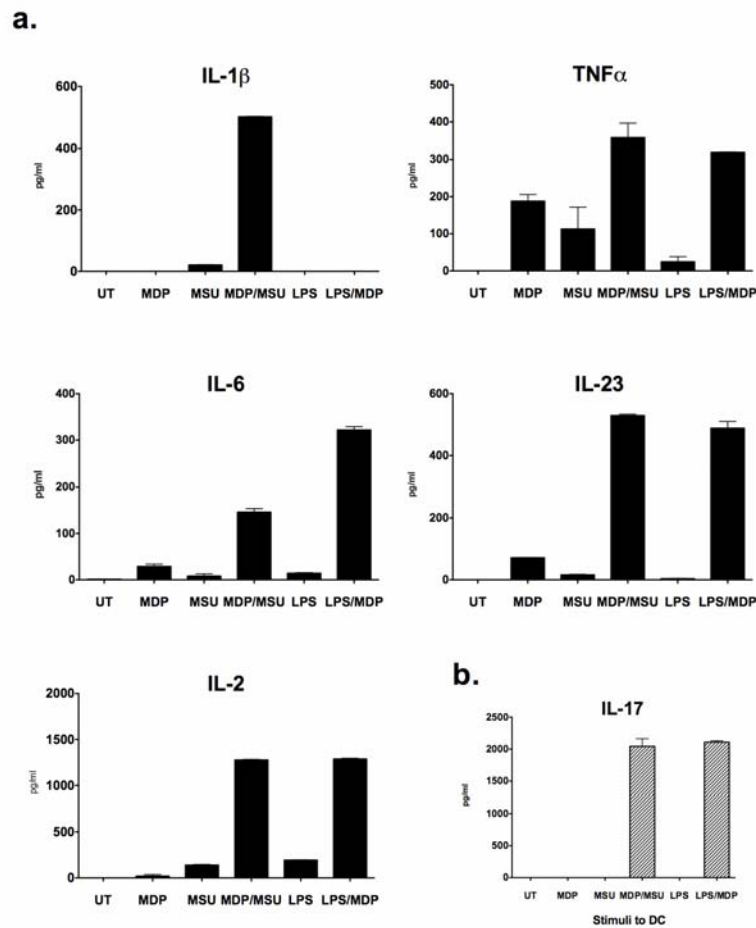 a.
IL-1β
pg/ml
600
400
200
0
UT MDP MSU MDP/MSU LPS LPS/MDP
TNFα
pg/ml
500
400
300
200
100
0
UT MDP MSU MDP/MSU LPS LPS/MDP
IL-6
pg/ml
400
300
200
100
0
UT MDP MSU MDP/MSU LPS LPS/MDP
IL-23
pg/ml
600
400
200
0
UT MDP MSU MDP/MSU LPS LPS/MDP
IL-2
pg/ml
2000
1500
1000
500
0
UT MDP MSU MDP/MSU LPS LPS/MDP
b.
IL-17
pg/ml
2500
2000
1500
1000
500
0
UT MDP MSU MDP/MSU LPS LPS/MDP
Stimuli to DC